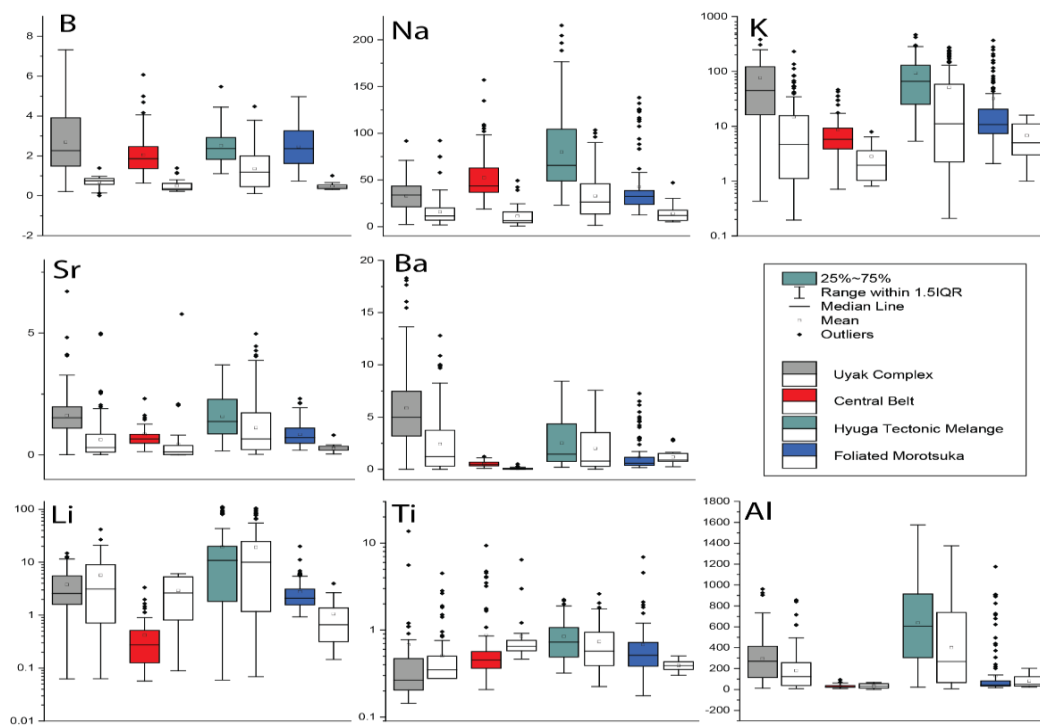 B
8
6
4
2
0
-2
Na
200
150
100
50
0
K
1000
100
10
1
0.1
Sr
5
0
Ba
20
15
10
5
0
25%~75%
Range within 1.5IQR
Median Line
Mean
Outliers
Uyak Complex
Central Belt
Hyuga Tectonic Melange
Foliated Morotsuka
Li
100
10
1
0.1
0.01
Ti
10
1
0.1
Al
1800
1600
1400
1200
1000
800
600
400
200
0